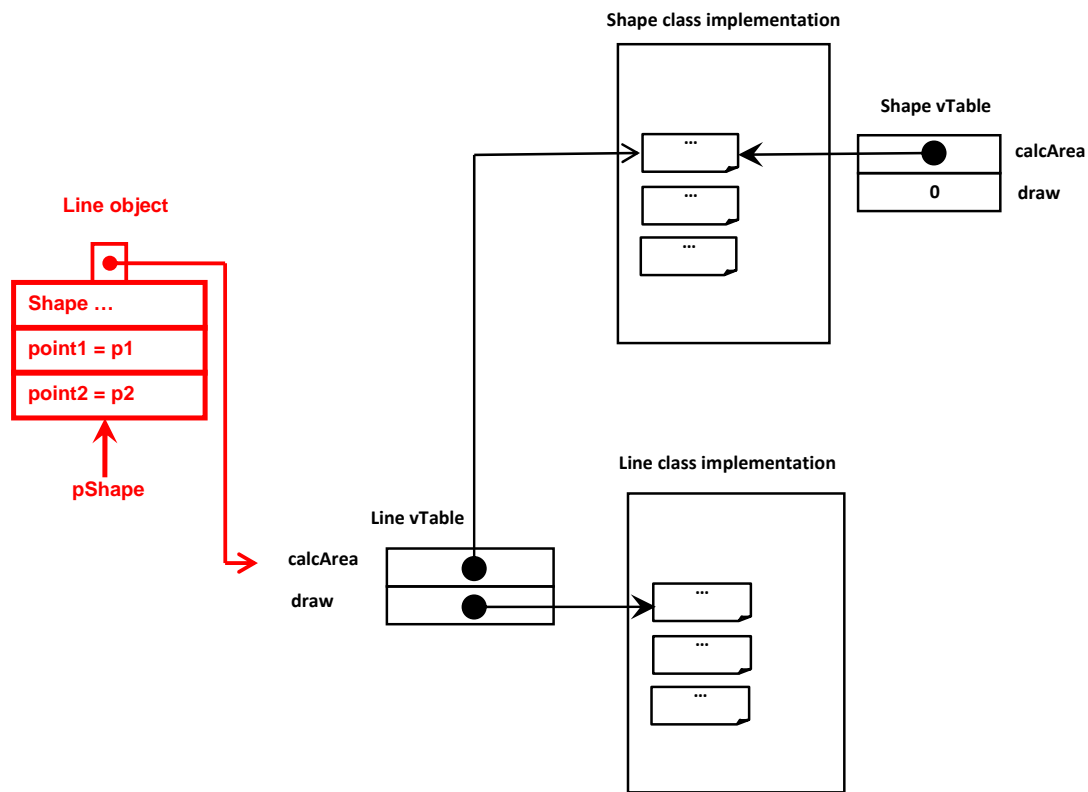 Shape class implementation
Shape vTable
...
calcArea
...
0
draw
...
Line object
Shape …
point1 = p1
point2 = p2
pShape
Line class implementation
Line vTable
calcArea
draw
...
...
...